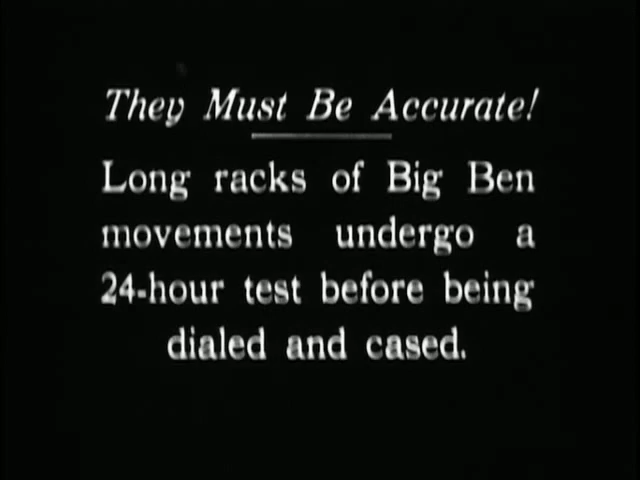 They Must Be Accurate!
Long racks of Big Ben
movements undergo a
24-hour test before being
dialed and cased.